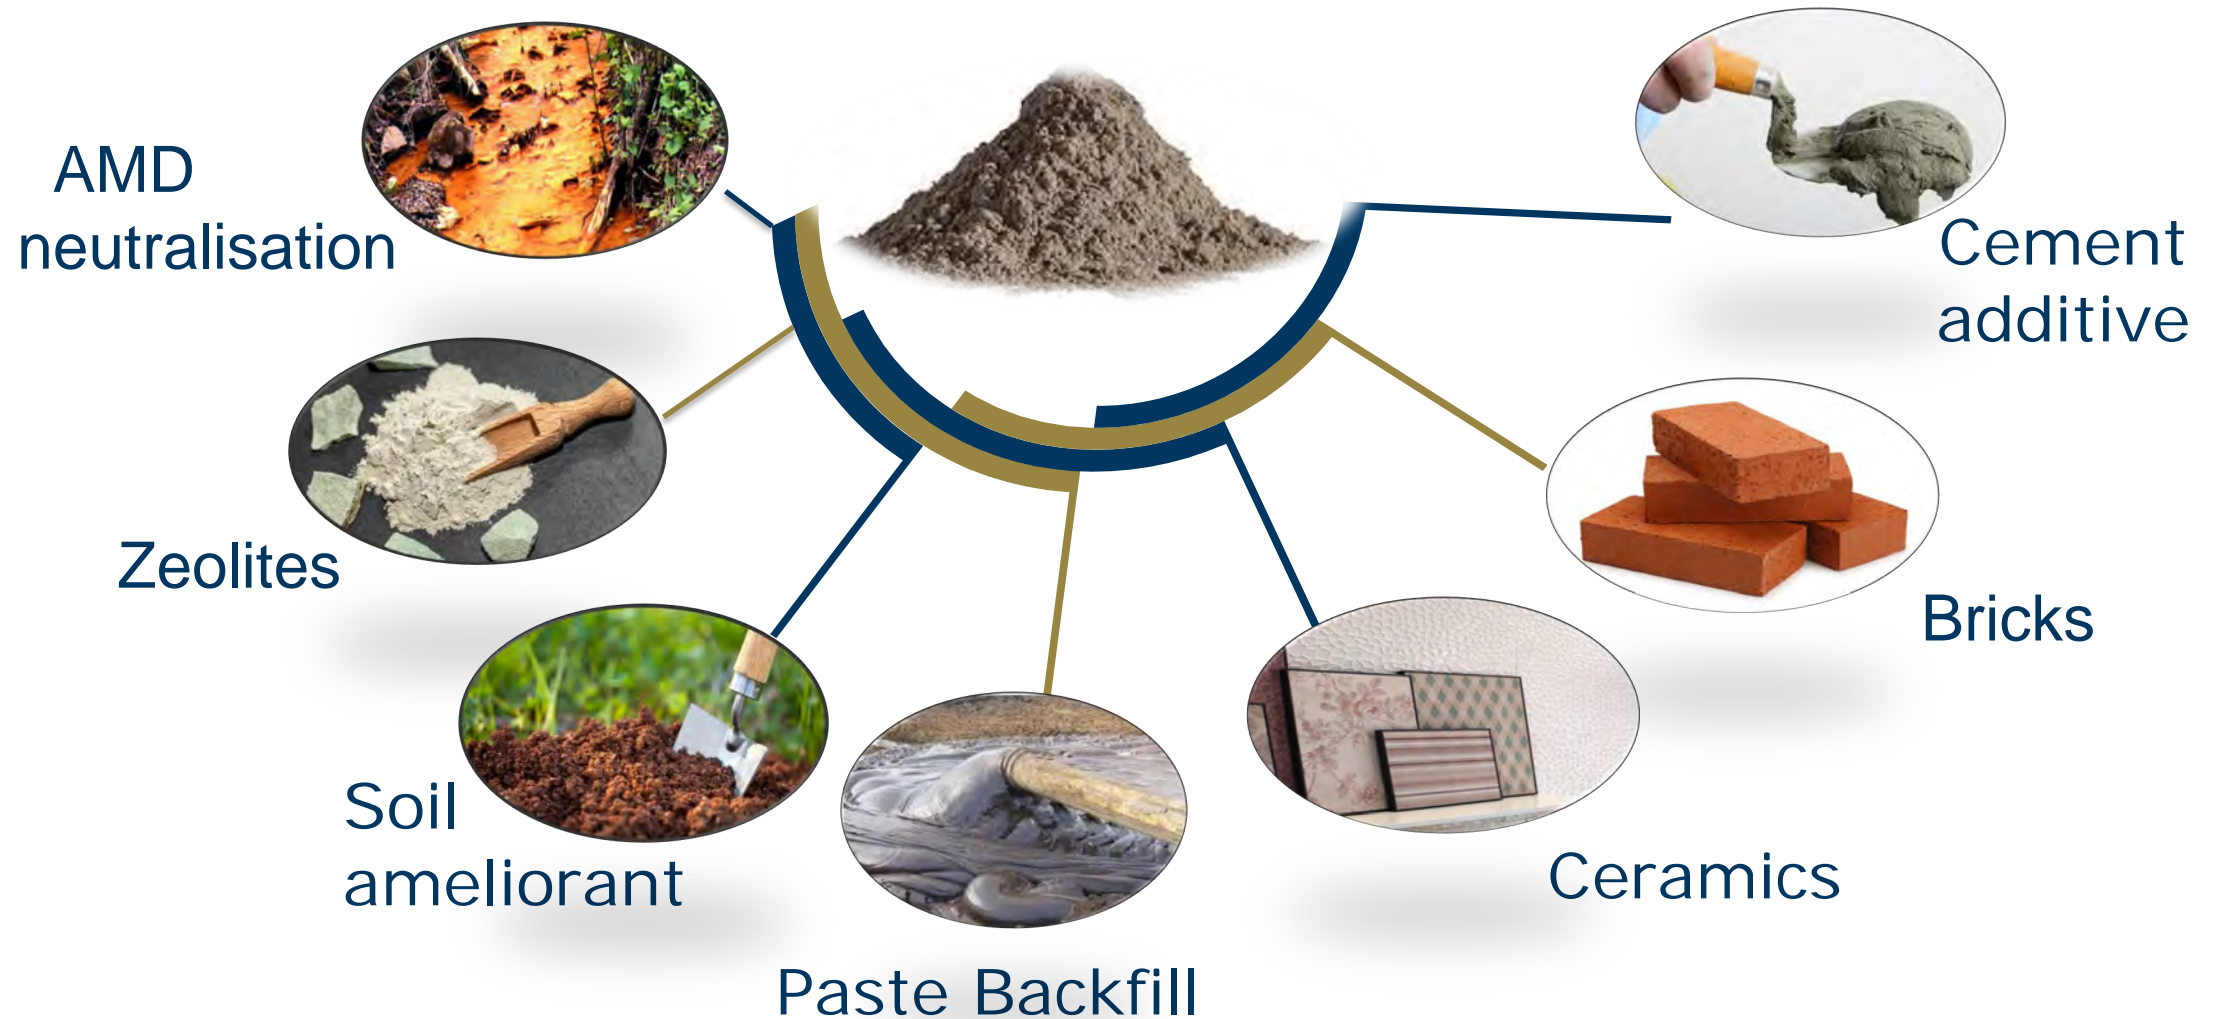 AMD
neutralisation
Zeolites
Soil
ameliorant
Paste Backfill
Ceramics
Bricks
Cement
additive